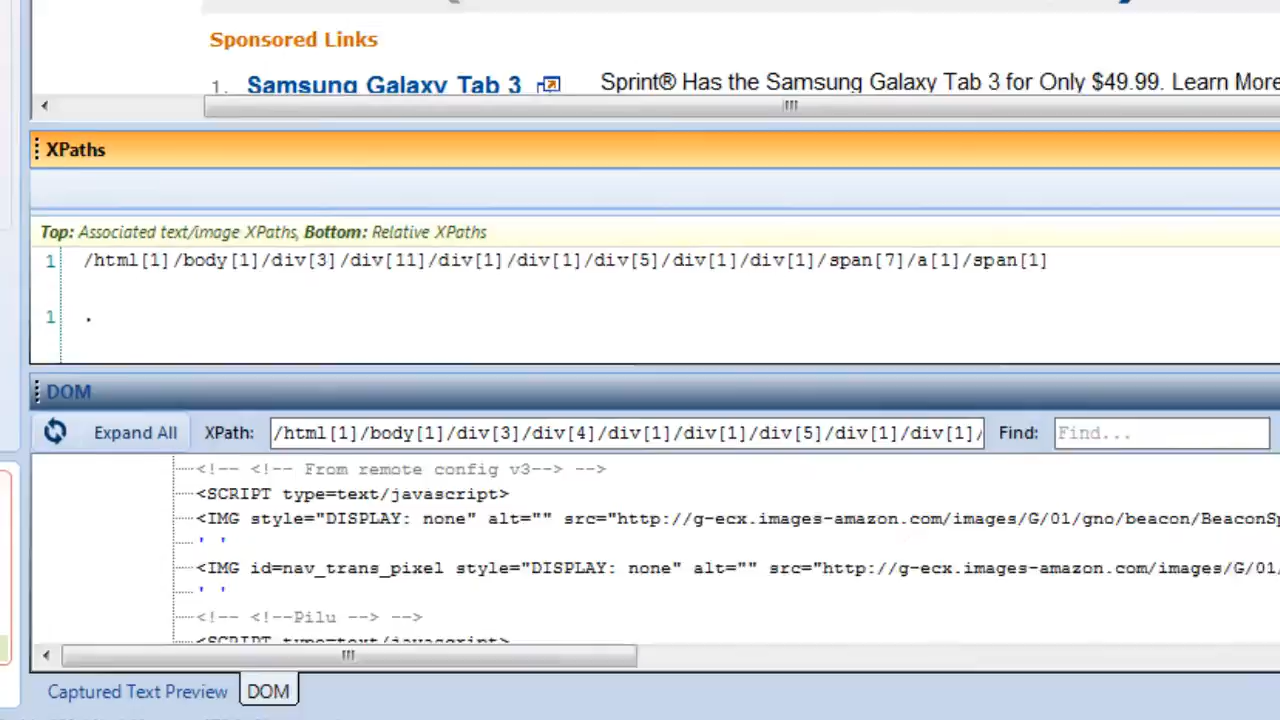 Sponsored Links
1. Samsung Galaxy Tab 3 Sprint® Has the Samsung Galaxy Tab 3 for Only $49.99. Learn More
XPaths
Top: Associated text/image XPaths, Bottom: Relative XPaths
1 /html[1]/body[1]/div[3]/div[11]/div[1]/div[1]/div[5]/div[1]/div[1]/span[7]/a[1]/span[1]
1 .
DOM
Expand All XPath: /html[1]/body[1]/div[3]/div[4]/div[1]/div[1]/div[5]/div[1]/div[1]/ Find: Find...
<!-- <!-- From remote config v3--> -->
<SCRIPT type=text/javascript>
<IMG style="DISPLAY: none" alt="" src="http://g-ecx.images-amazon.com/images/G/01/gno/beacon/BeaconSp
' '
<IMG id=nav_trans_pixel style="DISPLAY: none" alt="" src="http://g-ecx.images-amazon.com/images/G/01/
' '
<!-- <!--Pilu --> -->
<SCRIPT type=text/javascript>
Captured Text Preview DOM